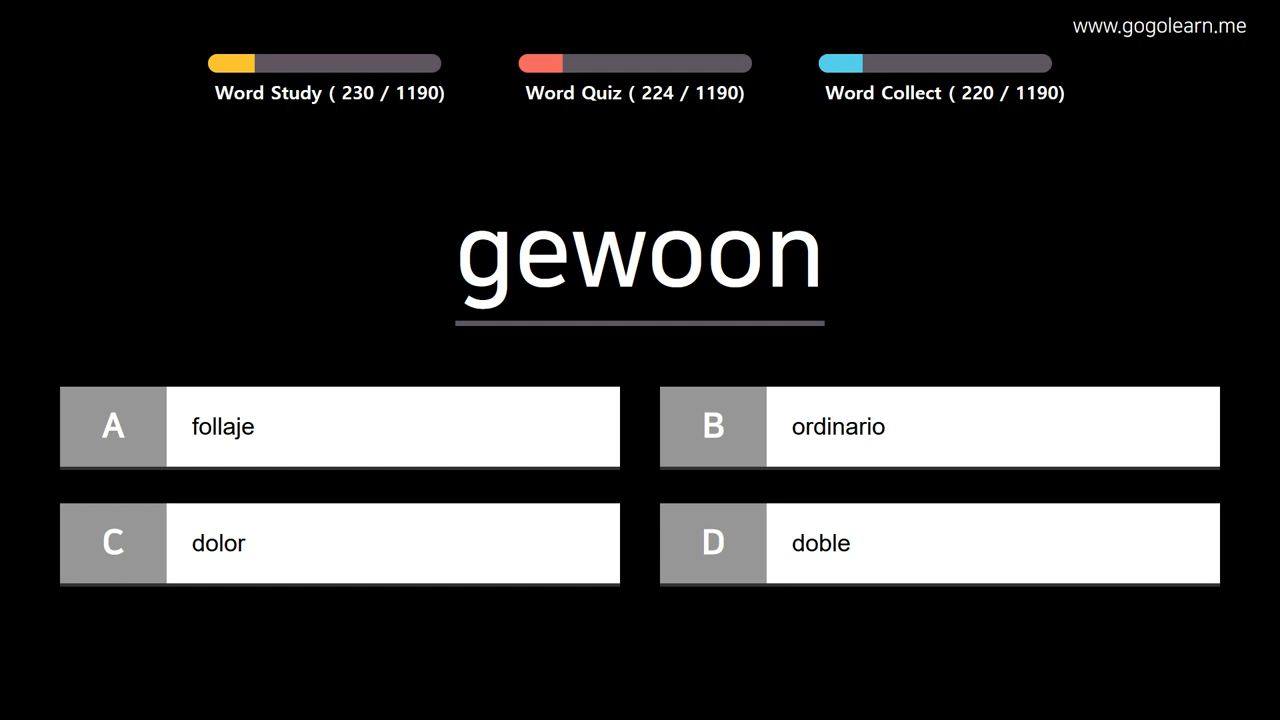 www.gogolearn.me
Word Study ( 230 / 1190)
Word Quiz ( 224 / 1190)
Word Collect ( 220 / 1190)
gewoon
A follaje
B ordinario
C dolor
D doble